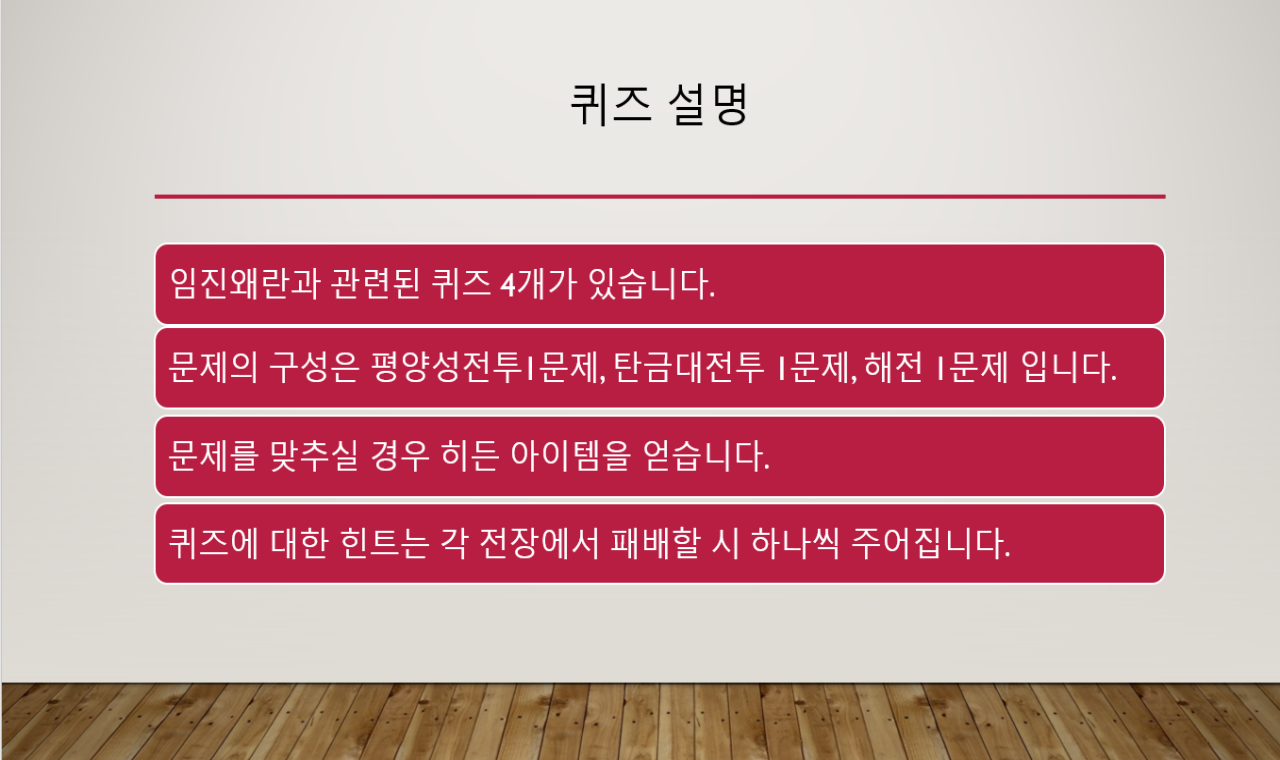 퀴즈 설명
임진왜란과 관련된 퀴즈 4개가 있습니다.
문제의 구성은 평양성전투1문제, 탄금대전투 1문제, 해전 1문제 입니다.
문제를 맞추실 경우 히든 아이템을 얻습니다.
퀴즈에 대한 힌트는 각 전장에서 패배할 시 하나씩 주어집니다.